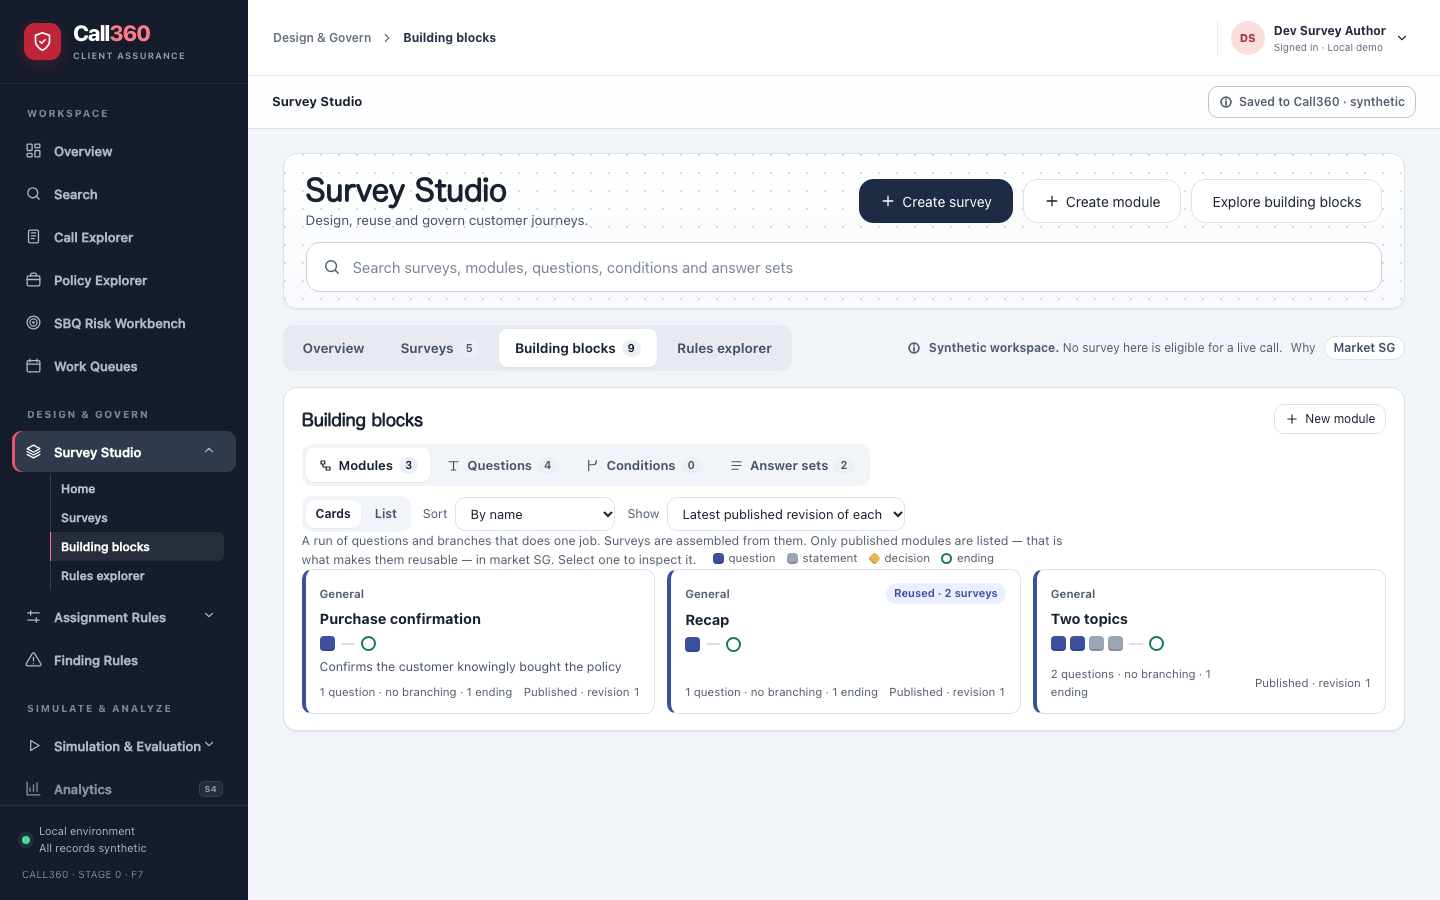 Call360
CLIENT ASSURANCE
WORKSPACE
Overview
Search
Call Explorer
Policy Explorer
SBQ Risk Workbench
Work Queues
DESIGN & GOVERN
Survey Studio
Home
Surveys
Building blocks
Rules explorer
Assignment Rules
Finding Rules
SIMULATE & ANALYZE
Simulation & Evaluation
Analytics S4
Local environment
All records synthetic
CALL360 · STAGE 0 · F7
Design & Govern > Building blocks
DS
Dev Survey Author
Signed in · Local demo
Survey Studio
Saved to Call360 · synthetic
Survey Studio
Design, reuse and govern customer journeys.
+ Create survey
+ Create module
Explore building blocks
Search surveys, modules, questions, conditions and answer sets
Overview
Surveys 5
Building blocks 9
Rules explorer
Synthetic workspace. No survey here is eligible for a live call. Why
Market SG
Building blocks
+ New module
Modules 3
Questions 4
Conditions 0
Answer sets 2
Cards
List
Sort
By name
Show
Latest published revision of each
A run of questions and branches that does one job. Surveys are assembled from them. Only published modules are listed — that is
what makes them reusable — in market SG. Select one to inspect it.
question
statement
decision
ending
General
Purchase confirmation
Confirms the customer knowingly bought the policy
1 question · no branching · 1 ending
Published · revision 1
General
Reused · 2 surveys
Recap
1 question · no branching · 1 ending
Published · revision 1
General
Two topics
2 questions · no branching · 1
ending
Published · revision 1